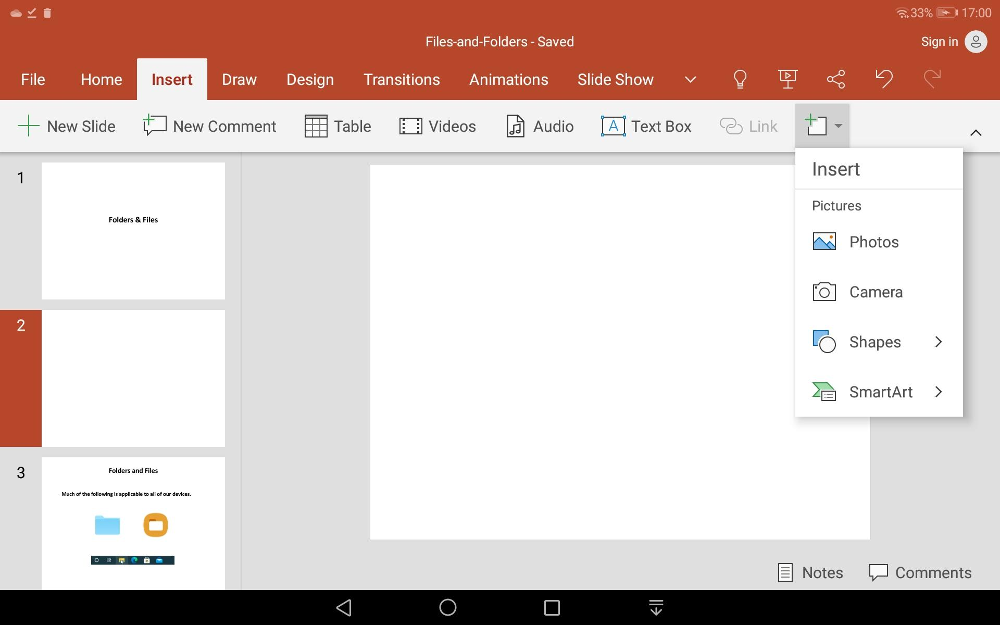 33% 17:00
Files-and-Folders - Saved
Sign in
File Home Insert Draw Design Transitions Animations Slide Show
New Slide New Comment Table Videos Audio A Text Box Link
1
Folders & Files
2
3
Folders and Files
Much of the following is applicable to all of our devices.
Insert
Pictures
Photos
Camera
Shapes
SmartArt
Notes Comments